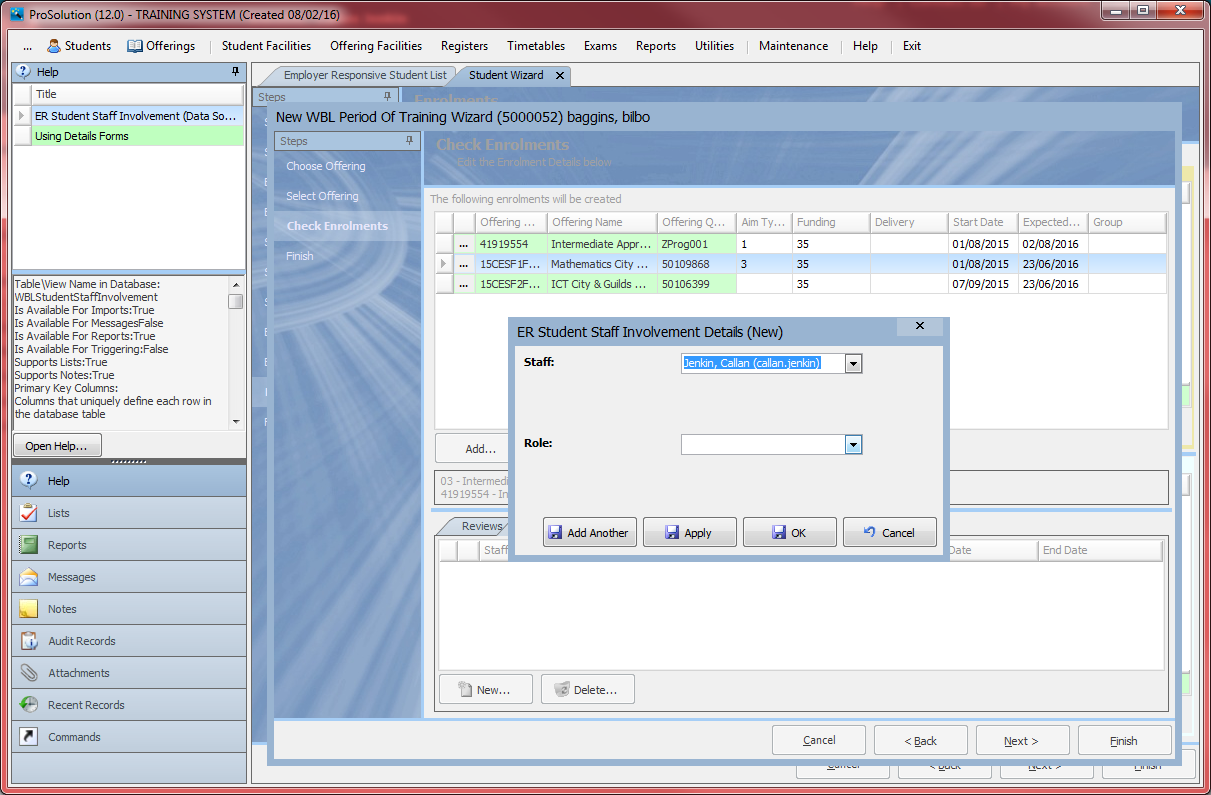 ProSolution (12.0) - TRAINING SYSTEM (Created 08/02/16)
... Students Offerings Student Facilities Offering Facilities Registers Timetables Exams Reports Utilities Maintenance Help Exit
Help
Title
ER Student Staff Involvement (Data So...
Using Details Forms
Table\View Name in Database:
WBLStudentStaffInvolvement
Is Available For Imports:True
Is Available For MessagesFalse
Is Available For Reports:True
Is Available For Triggering:False
Supports Lists:True
Supports Notes:True
Primary Key Columns:
Columns that uniquely define each row in
the database table
Open Help...
Help
Lists
Reports
Messages
Notes
Audit Records
Attachments
Recent Records
Commands
Employer Responsive Student List Student Wizard
Steps
Enrolments
New WBL Period Of Training Wizard (5000052) baggins, bilbo
Steps
Choose Offering
Select Offering
Check Enrolments
Finish
Check Enrolments
Edit the Enrolment Details below
The following enrolments will be created
Offering ... Offering Name Offering Q... Aim Ty... Funding Delivery Start Date Expected... Group
... 41919554 Intermediate Appr... ZProg001 1 35 01/08/2015 02/08/2016
... 15CESF1F... Mathematics City ... 50109868 3 35 01/08/2015 23/06/2016
... 15CESF2F... ICT City & Guilds ... 50106399 35 07/09/2015 23/06/2016
ER Student Staff Involvement Details (New)
Staff: Jenkin, Callan (callan.jenkin)
Role:
Add Another Apply OK Cancel
Add...
03 - Intermedi
41919554 - In
Reviews
Staff Date End Date
New... Delete...
Cancel < Back Next > Finish
Cancel < Back Next > Finish